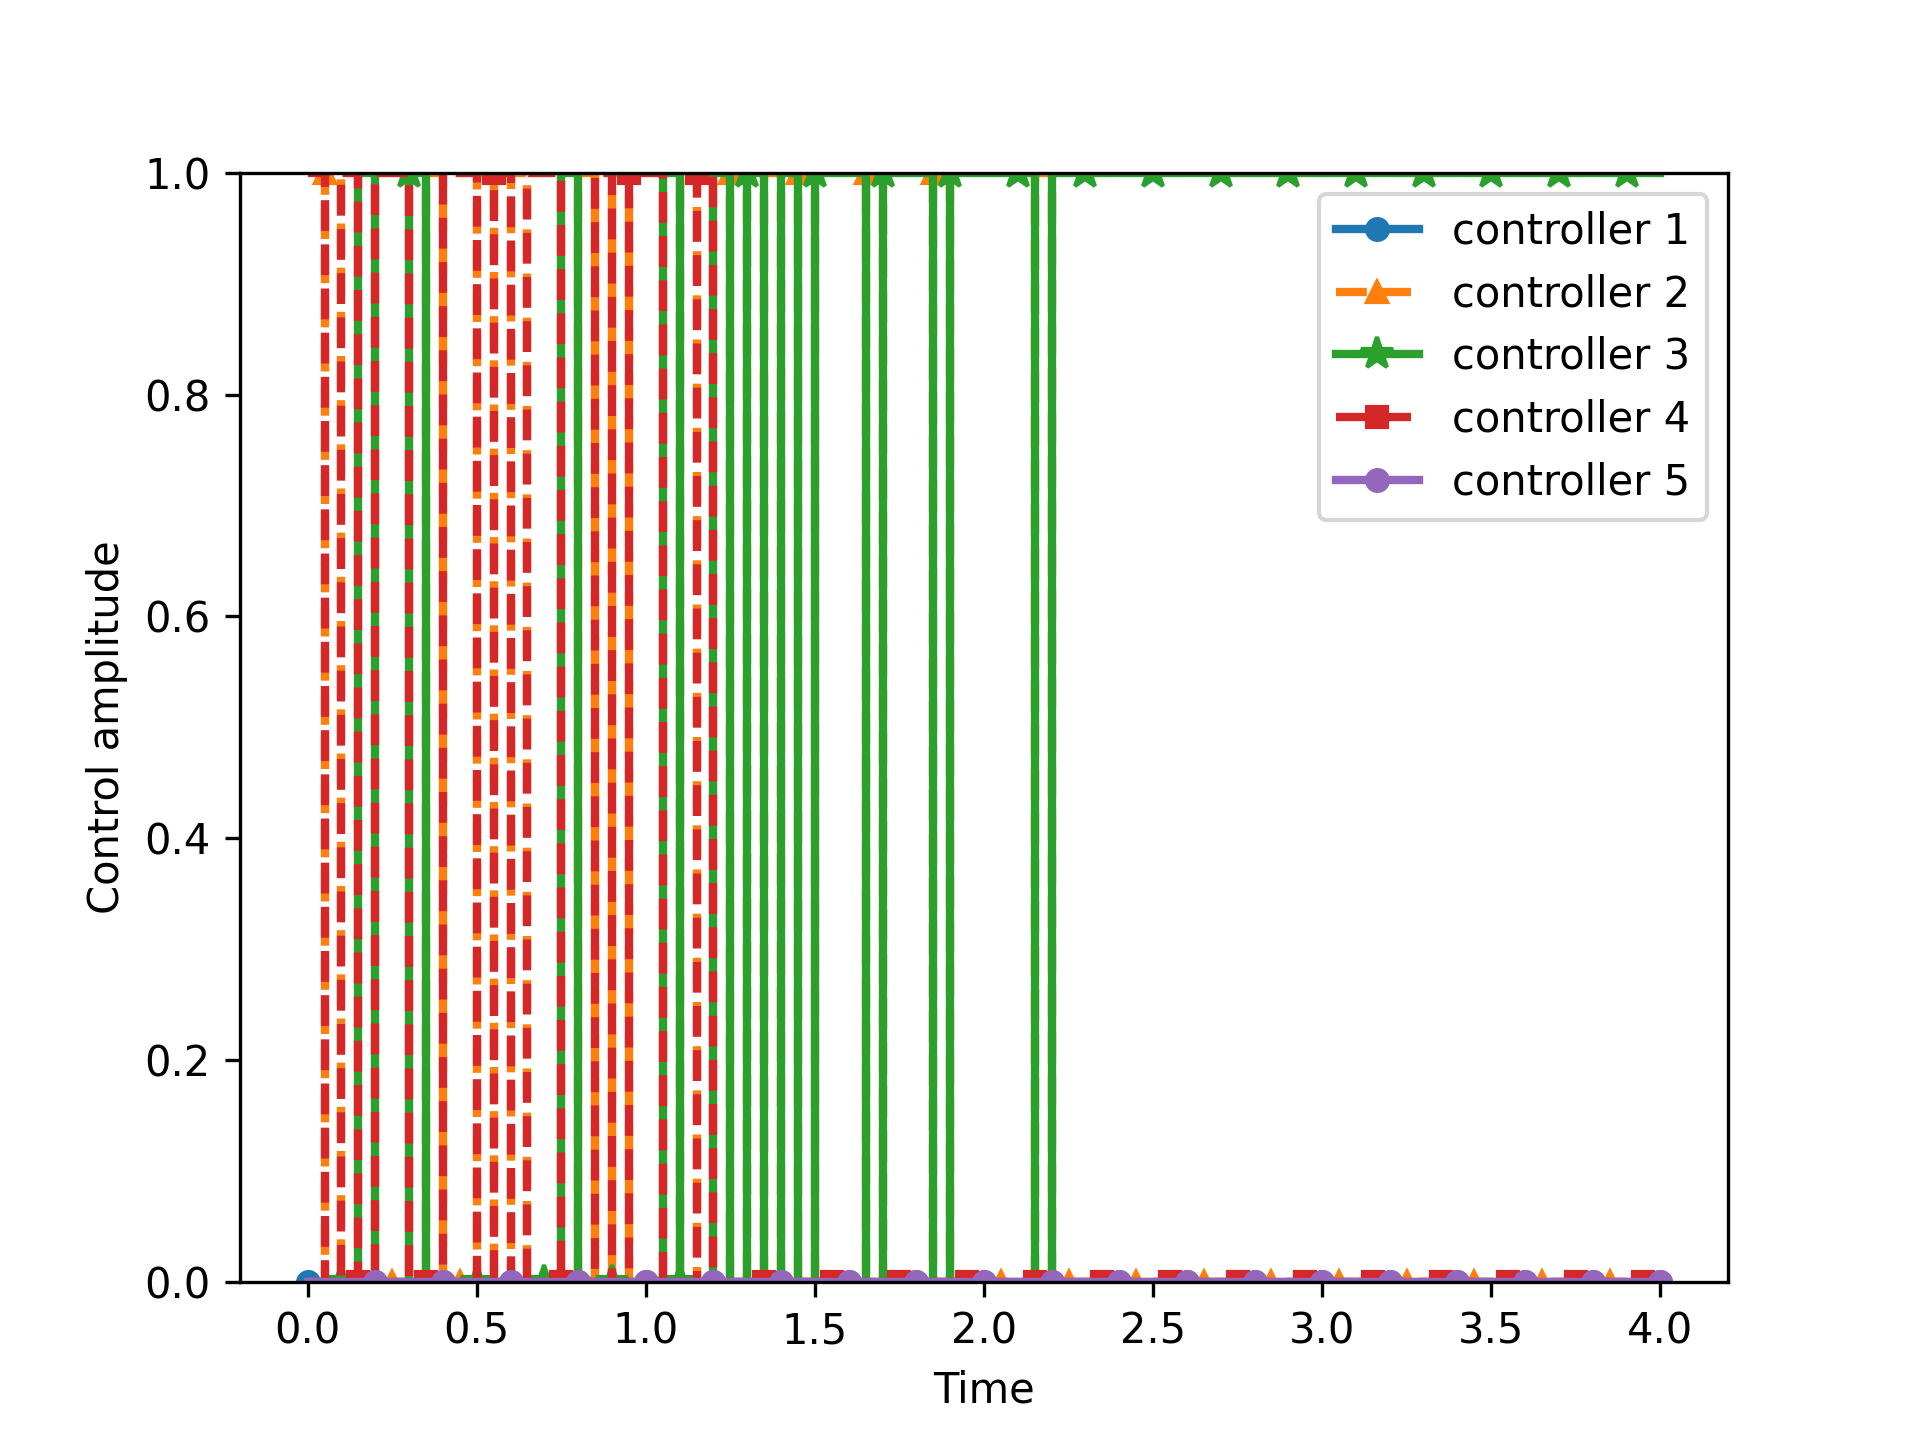 1.0
0.8
0.6
0.4
0.2
0.0
Control amplitude
0.0 0.5 1.0 1.5 2.0 2.5 3.0 3.5 4.0
Time
controller 1
controller 2
controller 3
controller 4
controller 5